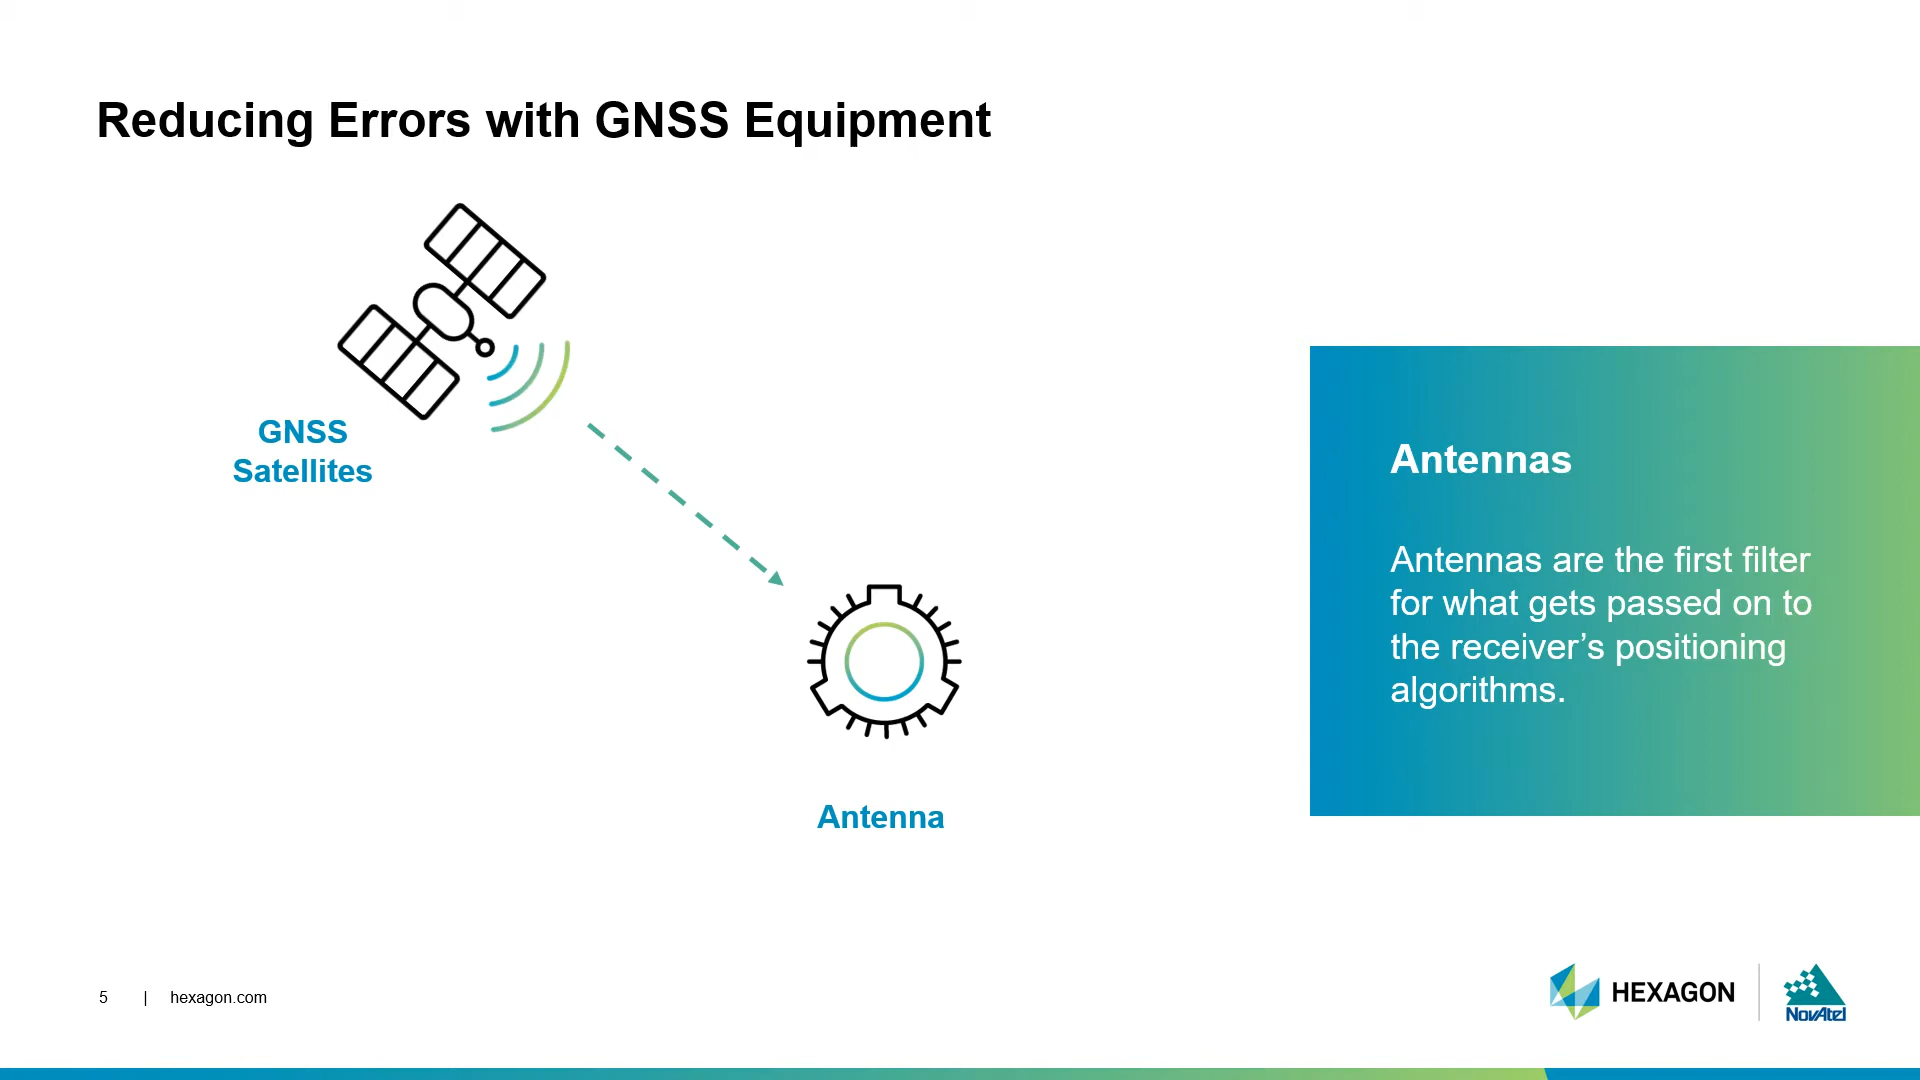 Reducing Errors with GNSS Equipment
GNSS
Satellites
Antenna
Antennas
Antennas are the first filter
for what gets passed on to
the receiver’s positioning
algorithms.
5 | hexagon.com
HEXAGON
NovAtel